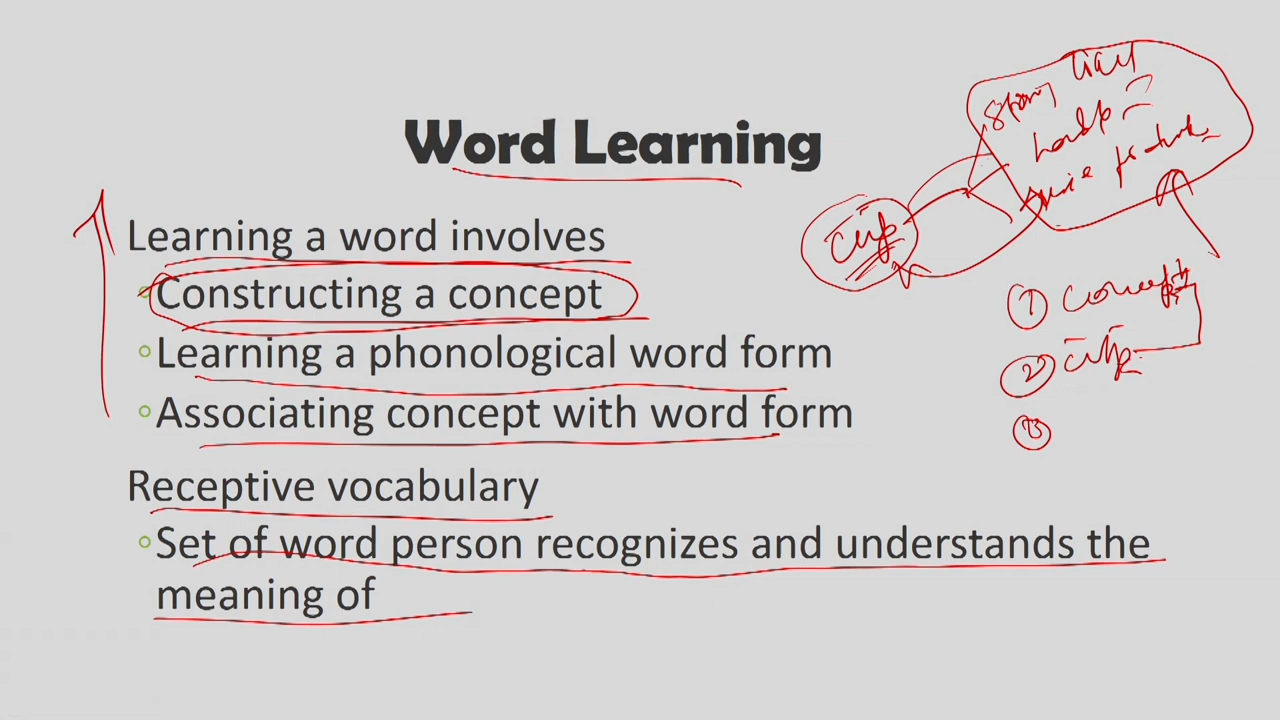 Word Learning
Learning a word involves
Constructing a concept
Learning a phonological word form
Associating concept with word form
Receptive vocabulary
Set of word person recognizes and understands the
meaning of
cup
① concept
② cup
③